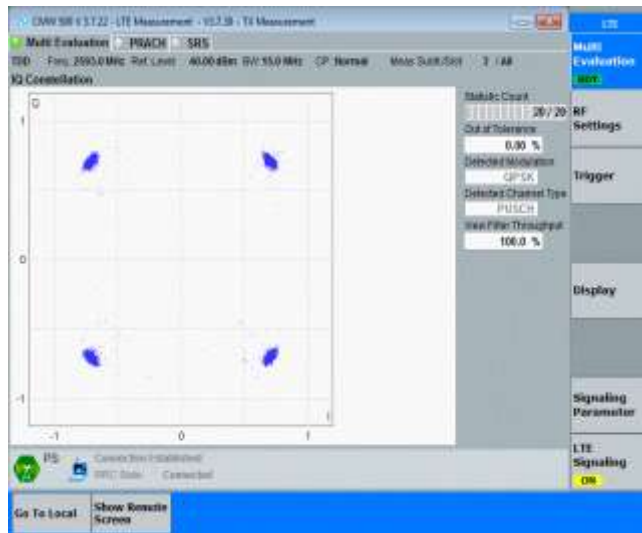 CMW 500 V 3.7.22 - LTE Measurement - V3.7.30 - TX Measurement
Multi Evaluation PRACH SRS
TDD Freq: 2593.0 MHz Ref. Level: 40.00 dBm BW: 15.0 MHz CP: Normal Meas Subfr./Slot: 2 / All
IQ Constellation
Q
1
0
-1
-1
0
1
I
Statistic Count
20 / 20
Out of Tolerance
0.00 %
Detected Modulation
QPSK
Detected Channel Type
PUSCH
View Filter Throughput
100.0 %
PS
Connection Established
RRC State Connected
LTE
Multi
Evaluation
RDY
RF
Settings
Trigger
Display
Signaling
Parameter
LTE
Signaling
ON
Go To Local
Show Remote
Screen